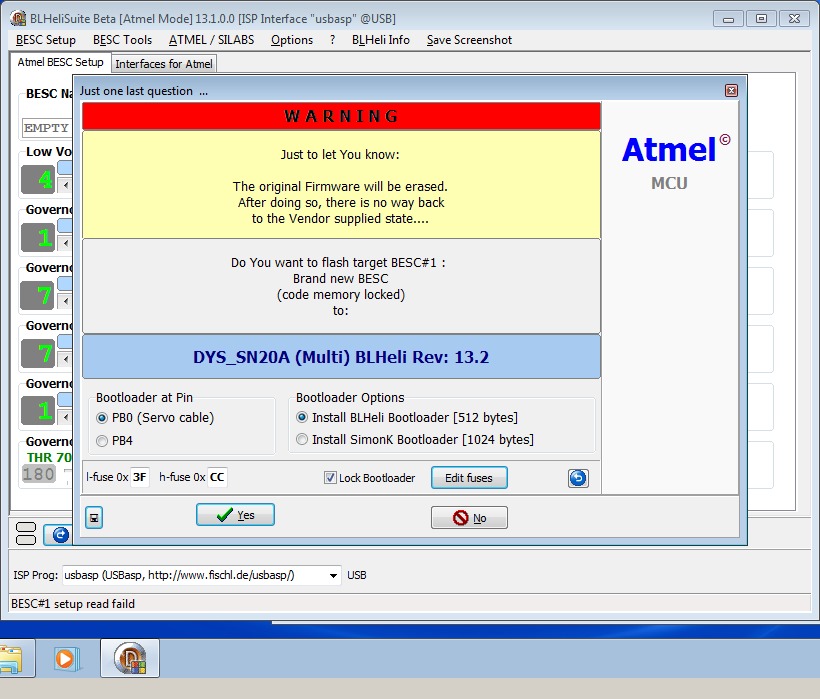 BLHeliSuite Beta [Atmel Mode] 13.1.0.0 [ISP Interface "usbasp" @USB]
BESC Setup BESC Tools ATMEL / SILABS Options ? BLHeli Info Save Screenshot
Atmel BESC Setup Interfaces for Atmel
Just one last question ...
BESC Na
EMPTY
Low Vo
4
Governo
1
Governo
7
Governo
7
Governo
1
Governo
THR 70
180
WARNING
Just to let You know:
The original Firmware will be erased.
After doing so, there is no way back
to the Vendor supplied state....
Do You want to flash target BESC#1 :
Brand new BESC
(code memory locked)
to:
DYS_SN20A (Multi) BLHeli Rev: 13.2
Bootloader at Pin
PB0 (Servo cable)
PB4
Bootloader Options
Install BLHeli Bootloader [512 bytes]
Install SimonK Bootloader [1024 bytes]
l-fuse 0x 3F h-fuse 0x CC Lock Bootloader Edit fuses
Yes No
Atmel©
MCU
ISP Prog: usbasp (USBasp, http://www.fischl.de/usbasp/) USB
BESC#1 setup read faild